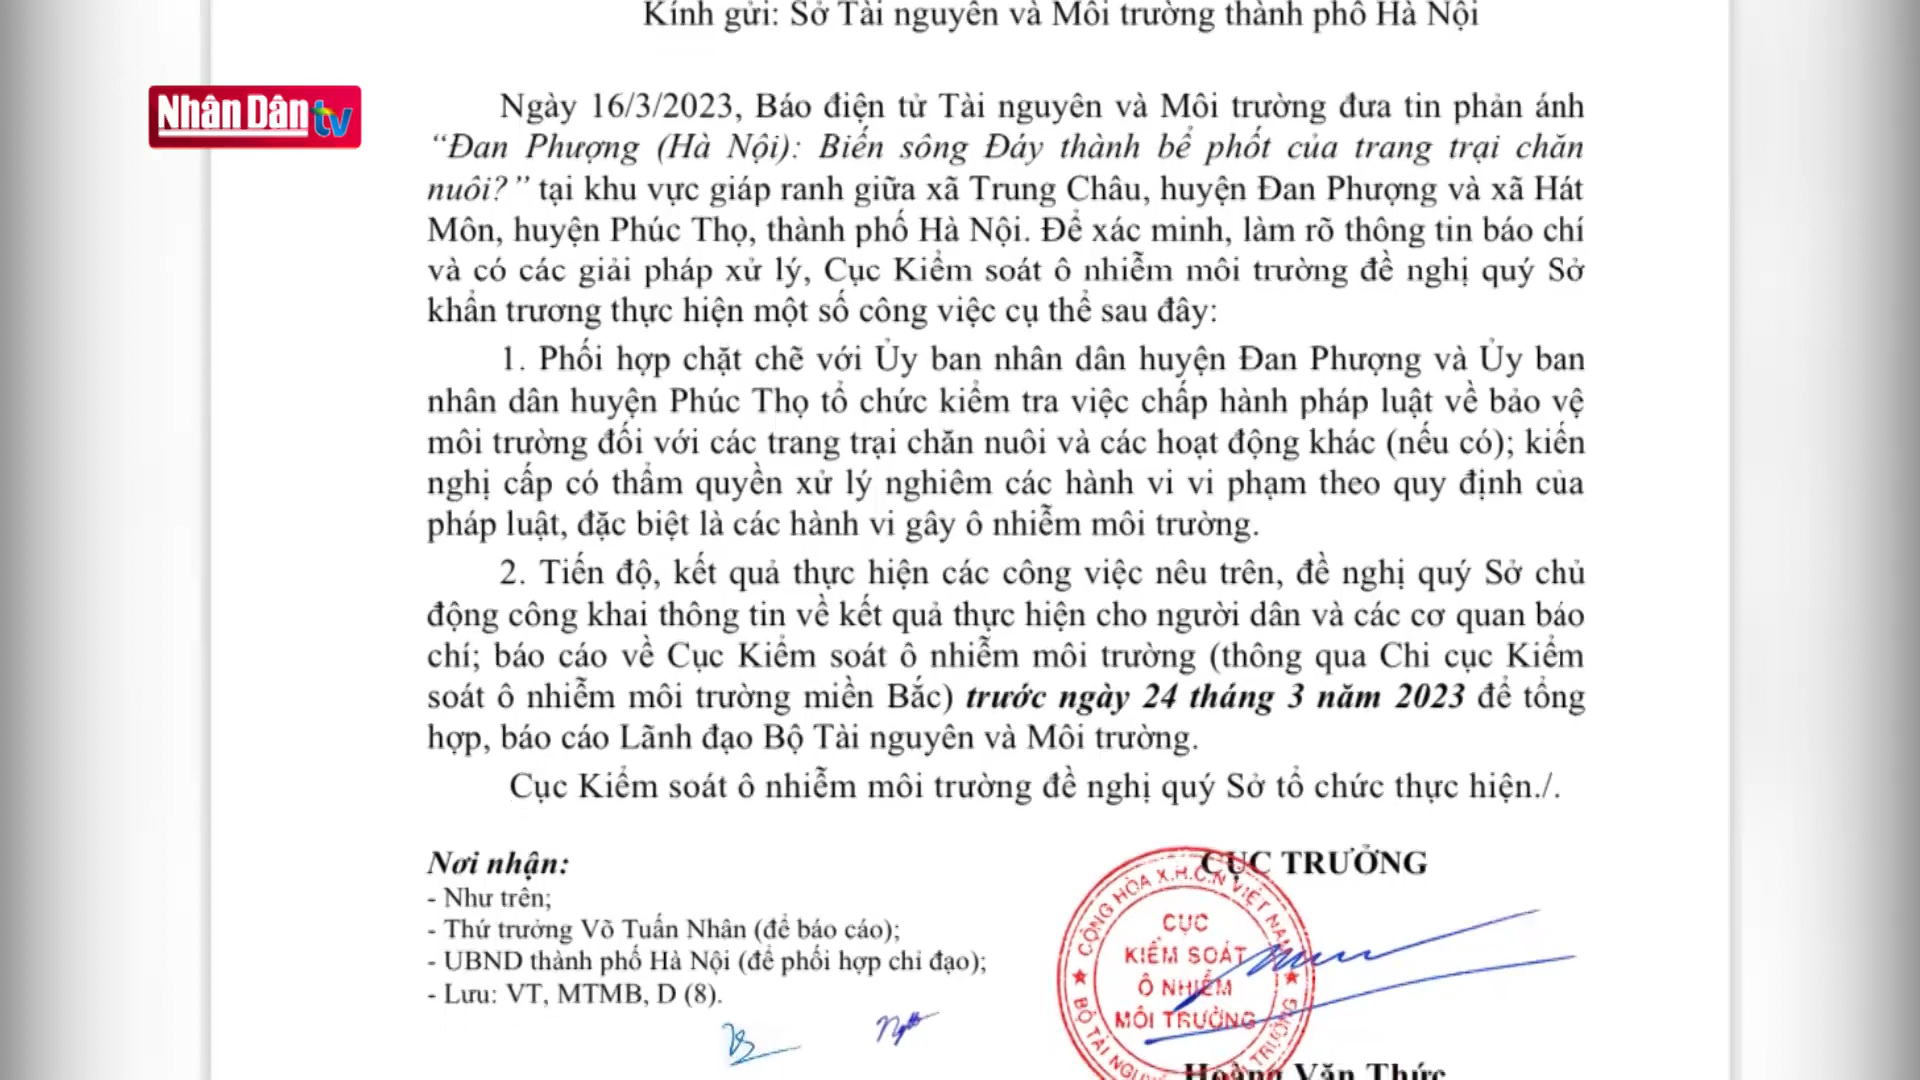 Kính gửi: Sở Tài nguyên và Môi trường thành phố Hà Nội
Nhân Dân tv
Ngày 16/3/2023, Báo điện tử Tài nguyên và Môi trường đưa tin phản ánh
“Đan Phượng (Hà Nội): Biến sông Đáy thành bể phốt của trang trại chăn
nuôi?” tại khu vực giáp ranh giữa xã Trung Châu, huyện Đan Phượng và xã Hát
Môn, huyện Phúc Thọ, thành phố Hà Nội. Để xác minh, làm rõ thông tin báo chí
và có các giải pháp xử lý, Cục Kiểm soát ô nhiễm môi trường đề nghị quý Sở
khẩn trương thực hiện một số công việc cụ thể sau đây:
1. Phối hợp chặt chẽ với Ủy ban nhân dân huyện Đan Phượng và Ủy ban
nhân dân huyện Phúc Thọ tổ chức kiểm tra việc chấp hành pháp luật về bảo vệ
môi trường đối với các trang trại chăn nuôi và các hoạt động khác (nếu có); kiến
nghị cấp có thẩm quyền xử lý nghiêm các hành vi vi phạm theo quy định của
pháp luật, đặc biệt là các hành vi gây ô nhiễm môi trường.
2. Tiến độ, kết quả thực hiện các công việc nêu trên, đề nghị quý Sở chủ
động công khai thông tin về kết quả thực hiện cho người dân và các cơ quan báo
chí; báo cáo về Cục Kiểm soát ô nhiễm môi trường (thông qua Chi cục Kiểm
soát ô nhiễm môi trường miền Bắc) trước ngày 24 tháng 3 năm 2023 để tổng
hợp, báo cáo Lãnh đạo Bộ Tài nguyên và Môi trường.
Cục Kiểm soát ô nhiễm môi trường đề nghị quý Sở tổ chức thực hiện./.
Nơi nhận:
- Như trên;
- Thứ trưởng Võ Tuấn Nhân (để báo cáo);
- UBND thành phố Hà Nội (để phối hợp chỉ đạo);
- Lưu: VT, MTMB, D (8).
CỤC TRƯỞNG
CỘNG HÒA X.H.C.N VIỆT NAM
CỤC
KIỂM SOÁT
Ô NHIỄM
MÔI TRƯỜNG
Hoàng Văn Thức